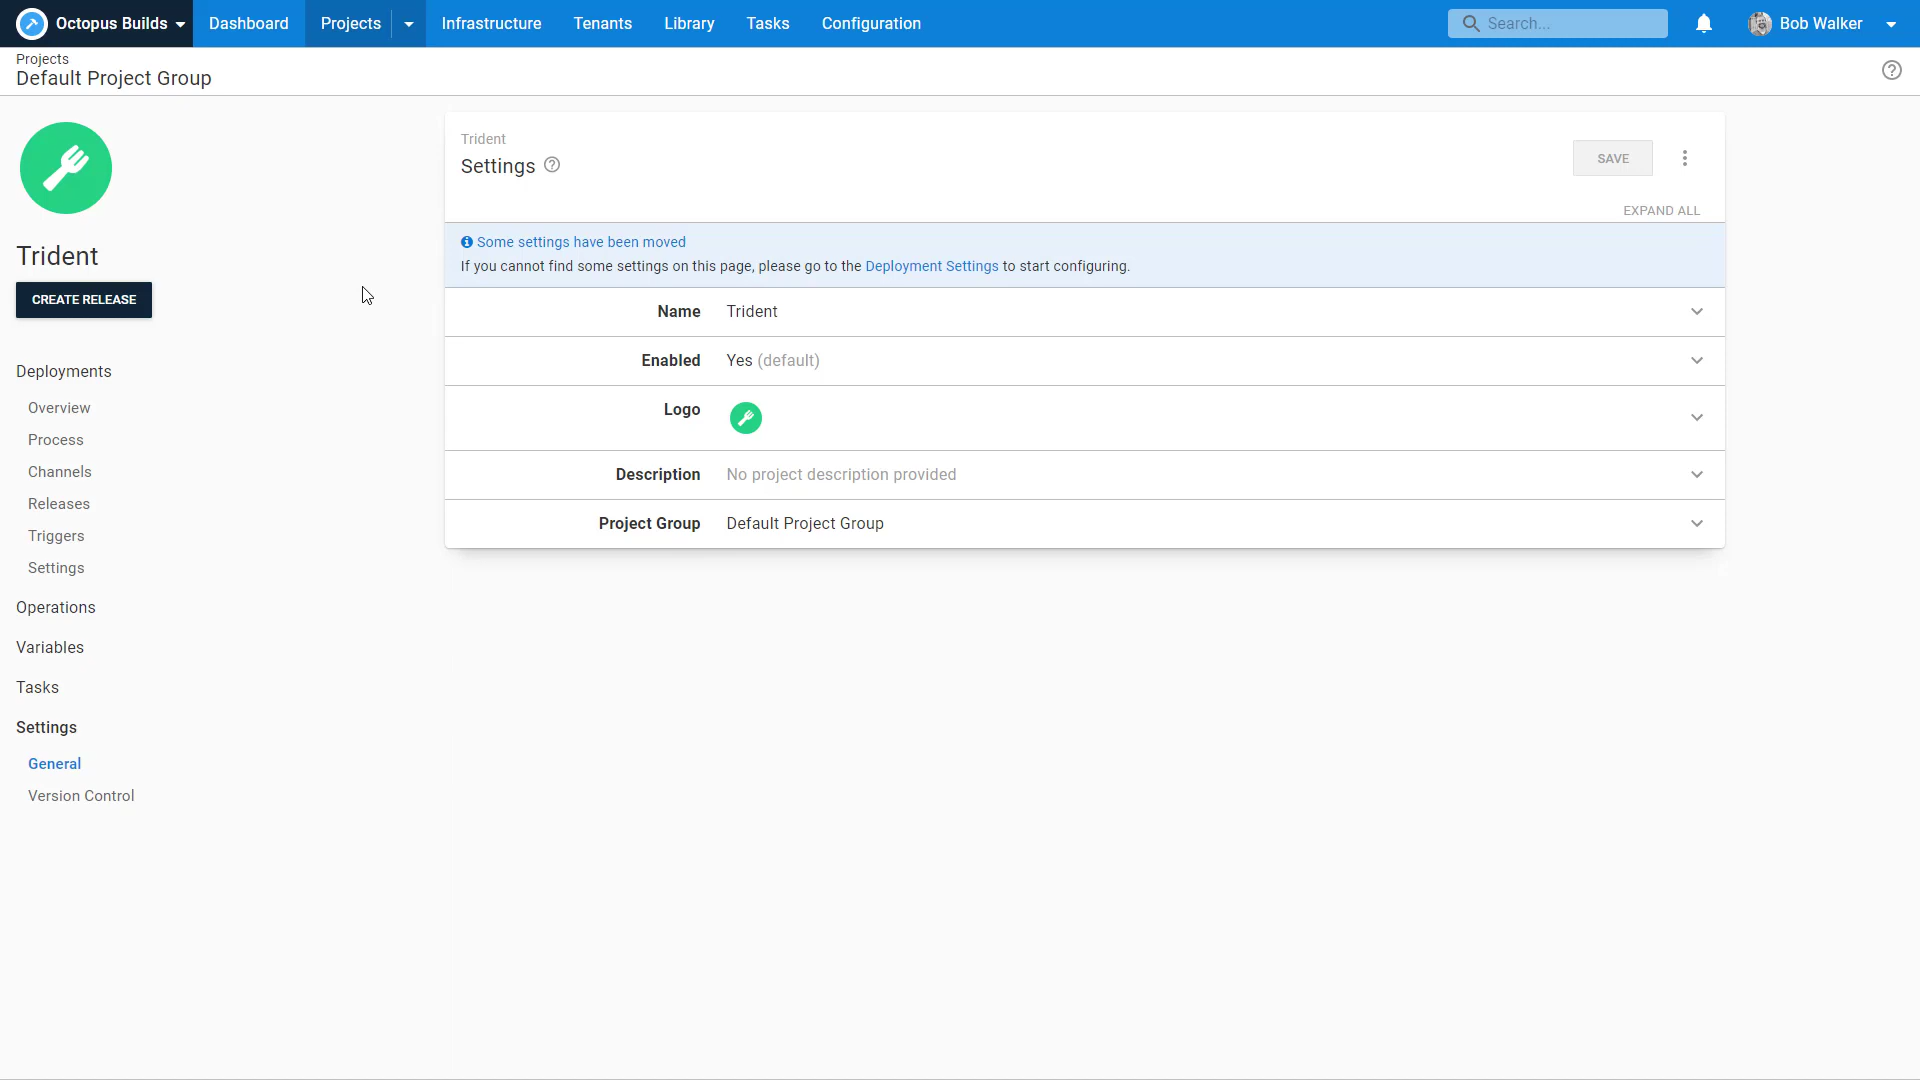 Octopus Builds
Dashboard
Projects
Infrastructure
Tenants
Library
Tasks
Configuration
Search...
Bob Walker
Projects
Default Project Group
Trident
CREATE RELEASE
Deployments
Overview
Process
Channels
Releases
Triggers
Settings
Operations
Variables
Tasks
Settings
General
Version Control
Trident
Settings
SAVE
EXPAND ALL
Some settings have been moved
If you cannot find some settings on this page, please go to the Deployment Settings to start configuring.
Name Trident
Enabled Yes (default)
Logo
Description No project description provided
Project Group Default Project Group